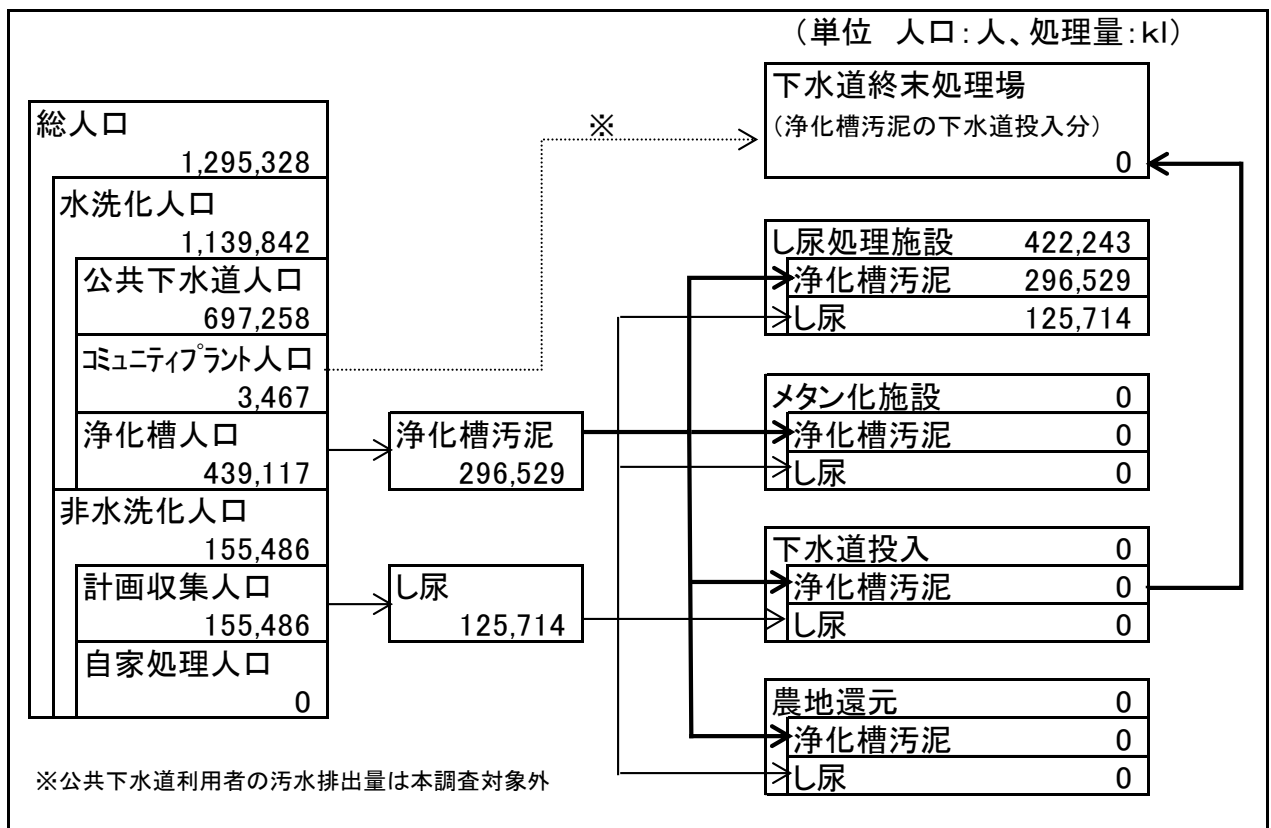 （単位　人口：人、処理量：kl）
総人口
1,295,328
水洗化人口
1,139,842
公共下水道人口
697,258
コミュニティプラント人口
3,467
浄化槽人口
439,117
非水洗化人口
155,486
計画収集人口
155,486
自家処理人口
0
※
浄化槽汚泥
296,529
し尿
125,714
下水道終末処理場
（浄化槽汚泥の下水道投入分）
0
し尿処理施設 422,243
浄化槽汚泥 296,529
し尿 125,714
メタン化施設 0
浄化槽汚泥 0
し尿 0
下水道投入 0
浄化槽汚泥 0
し尿 0
農地還元 0
浄化槽汚泥 0
し尿 0
※公共下水道利用者の汚水排出量は本調査対象外